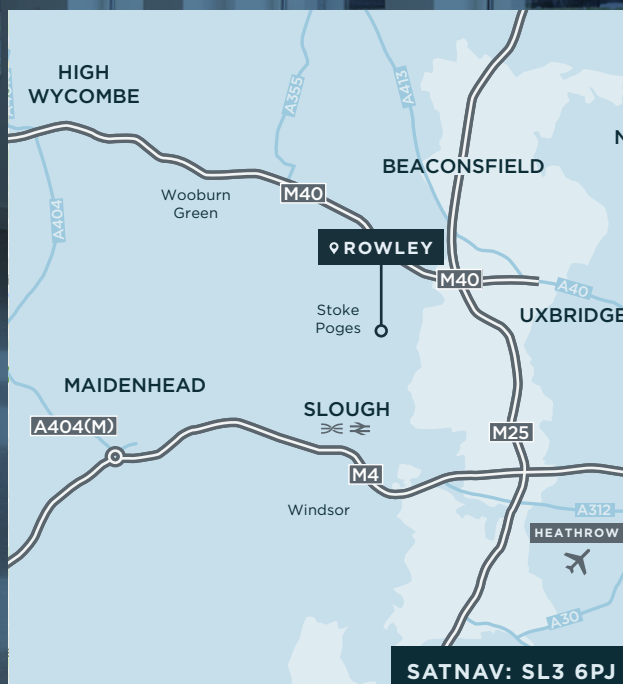 HIGH
WYCOMBE
A355
A413
BEACONSFIELD
M40
Wooburn
Green
A404
ROWLEY
M40
A40
Stoke
Poges
UXBRIDGE
MAIDENHEAD
A404(M)
SLOUGH
M25
M4
Windsor
A312
HEATHROW
A30
SATNAV: SL3 6PJ